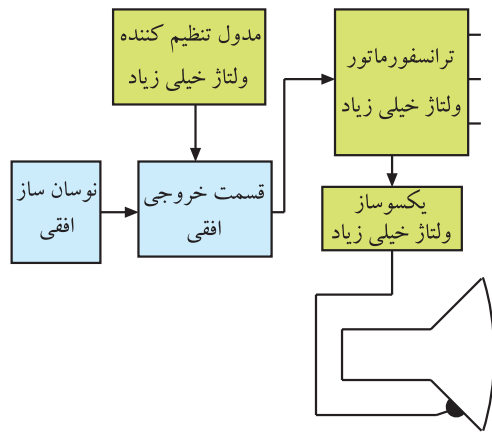 مدول تنظیم کننده
ولتاژ خیلی زیاد
ترانسفورماتور
ولتاژ خیلی زیاد
نوسان ساز
افقی
قسمت خروجی
افقی
یکسوساز
ولتاژ خیلی زیاد